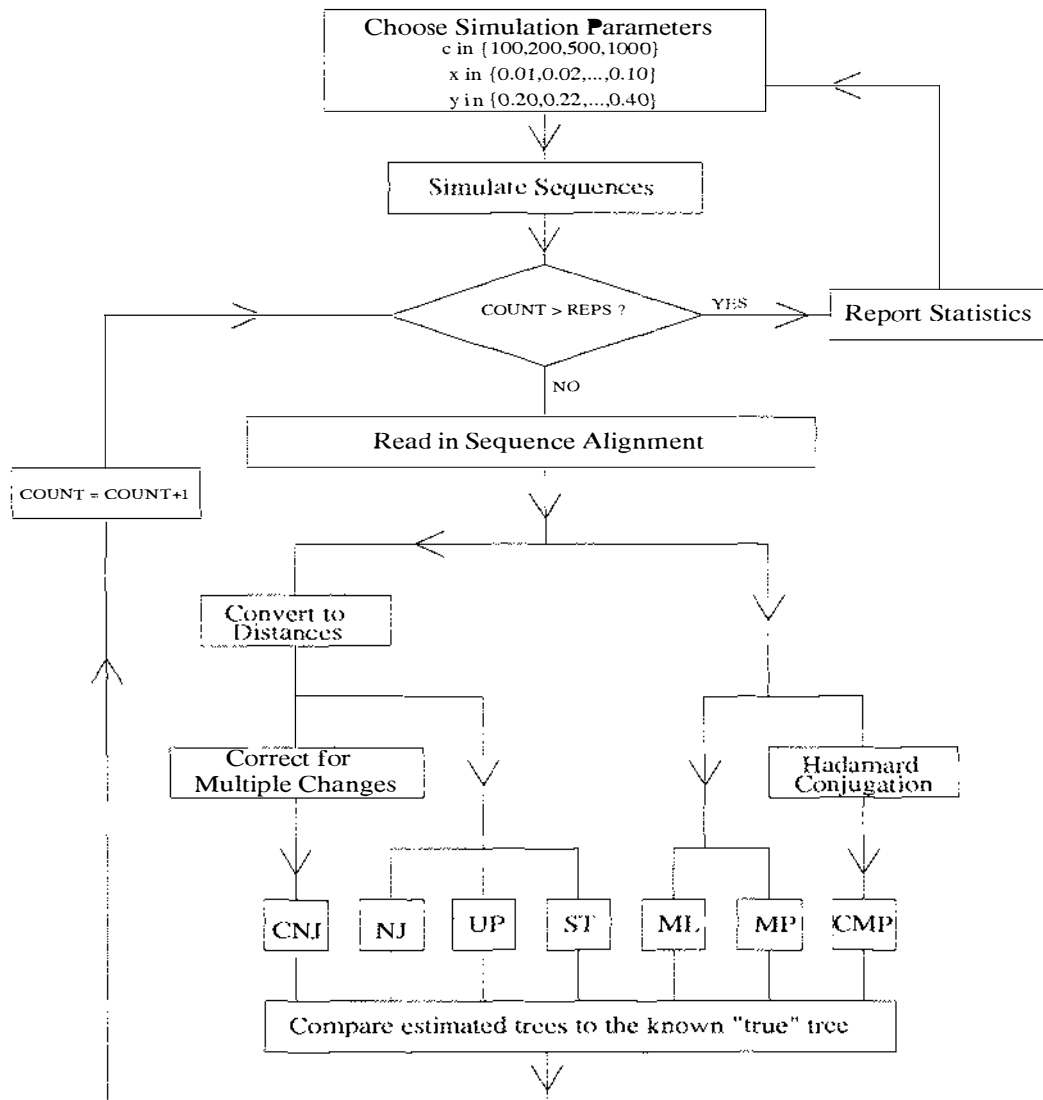 Choose Simulation Parameters
c in {100,200,500,1000}
x in {0.01,0.02,...,0.10}
y in {0.20,0.22,...,0.40}
Simulate Sequences
COUNT > REPS ?
YES
Report Statistics
NO
Read in Sequence Alignment
COUNT = COUNT+1
Convert to
Distances
Correct for
Multiple Changes
Hadamard
Conjugation
CNJ
NJ
UP
ST
ML
MP
CMP
Compare estimated trees to the known "true" tree